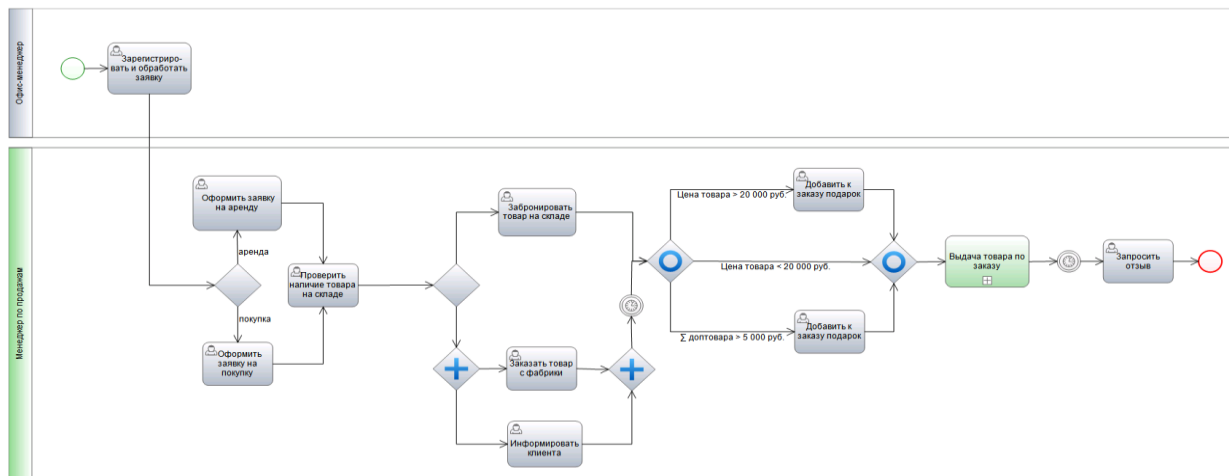 Офис-менеджер
Зарегистриро-
вать и обработать
заявку
Менеджер по продажам
Оформить заявку
на аренду
аренда
покупка
Оформить
заявку на
покупку
Проверить
наличие товара
на складе
Забронировать
товар на складе
Заказать товар
с фабрики
Информировать
клиента
Цена товара > 20 000 руб.
Цена товара < 20 000 руб.
∑ доптовара > 5 000 руб.
Добавить к
заказу подарок
Добавить к
заказу подарок
Выдача товара по
заказу
Запросить
отзыв